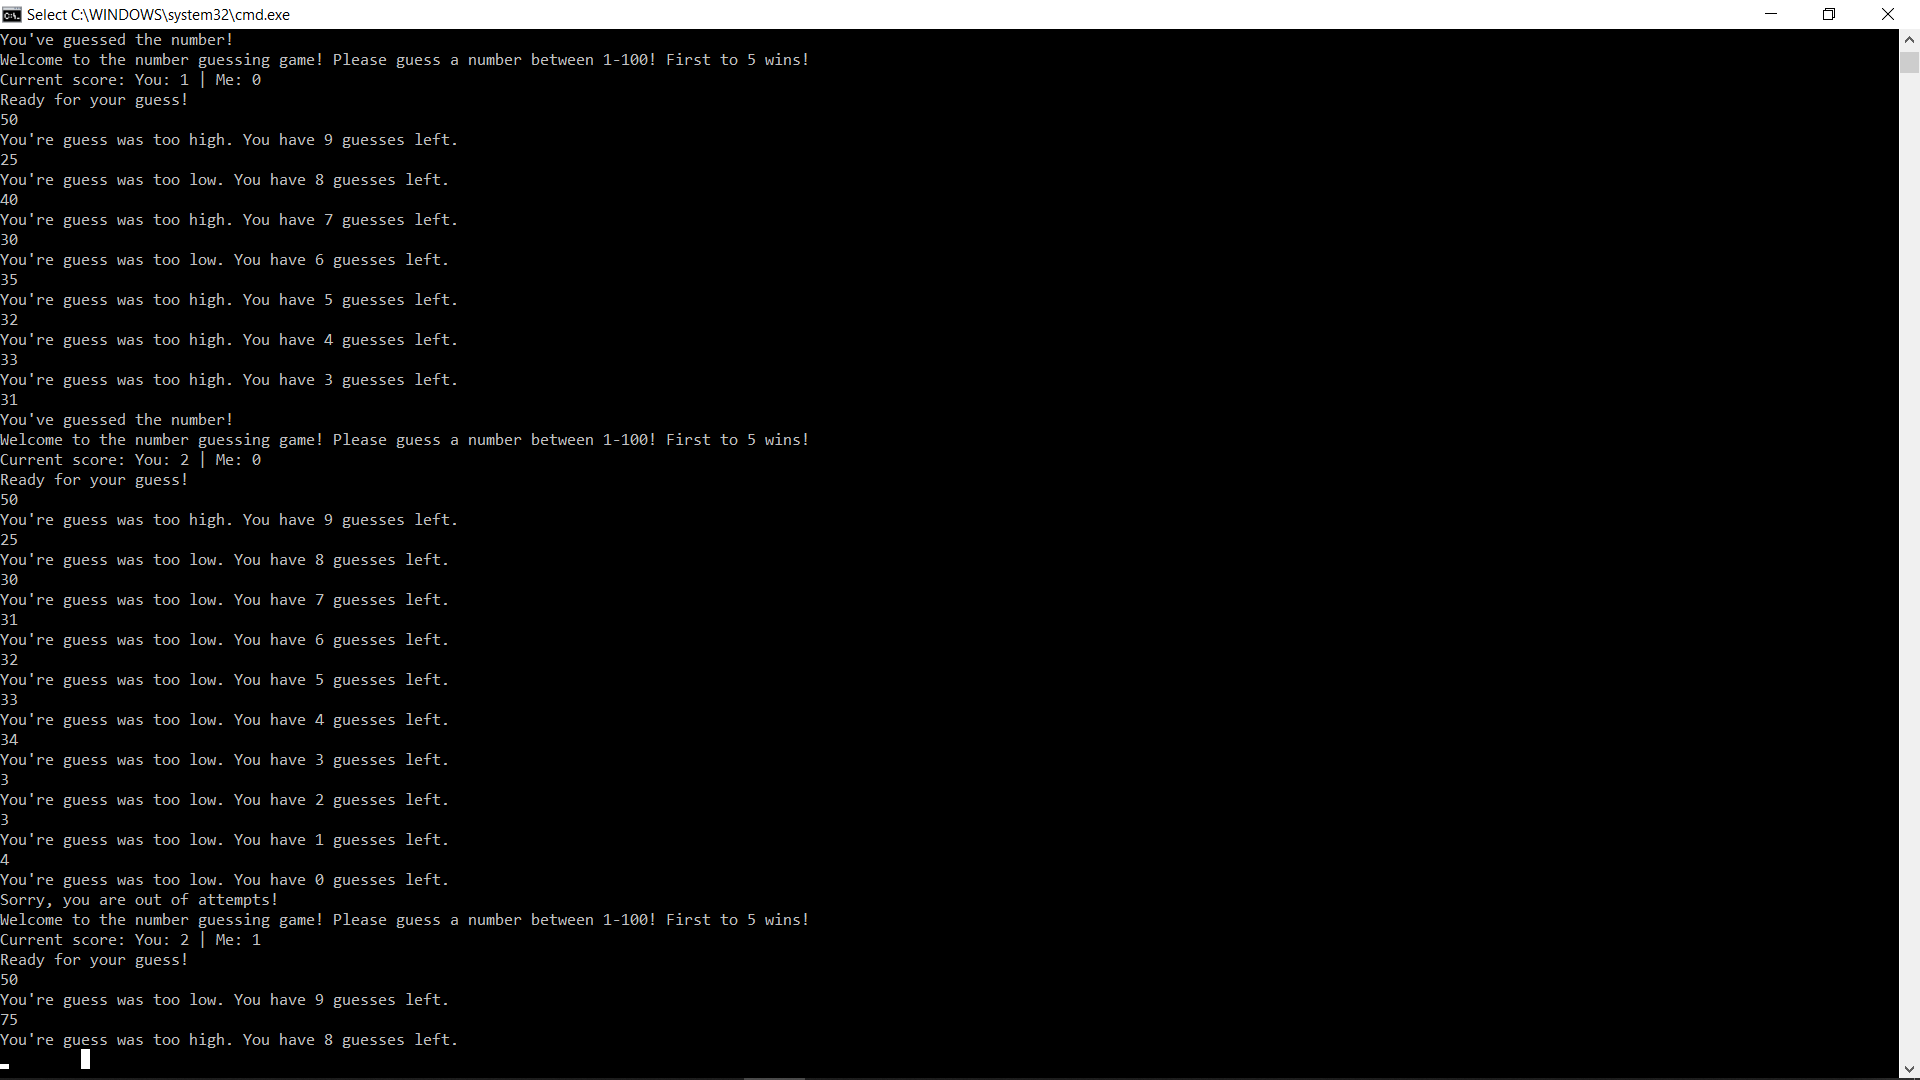 Select C:\WINDOWS\system32\cmd.exe
You've guessed the number!
Welcome to the number guessing game! Please guess a number between 1-100! First to 5 wins!
Current score: You: 1 | Me: 0
Ready for your guess!
50
You're guess was too high. You have 9 guesses left.
25
You're guess was too low. You have 8 guesses left.
40
You're guess was too high. You have 7 guesses left.
30
You're guess was too low. You have 6 guesses left.
35
You're guess was too high. You have 5 guesses left.
32
You're guess was too high. You have 4 guesses left.
33
You're guess was too high. You have 3 guesses left.
31
You've guessed the number!
Welcome to the number guessing game! Please guess a number between 1-100! First to 5 wins!
Current score: You: 2 | Me: 0
Ready for your guess!
50
You're guess was too high. You have 9 guesses left.
25
You're guess was too low. You have 8 guesses left.
30
You're guess was too low. You have 7 guesses left.
31
You're guess was too low. You have 6 guesses left.
32
You're guess was too low. You have 5 guesses left.
33
You're guess was too low. You have 4 guesses left.
34
You're guess was too low. You have 3 guesses left.
3
You're guess was too low. You have 2 guesses left.
3
You're guess was too low. You have 1 guesses left.
4
You're guess was too low. You have 0 guesses left.
Sorry, you are out of attempts!
Welcome to the number guessing game! Please guess a number between 1-100! First to 5 wins!
Current score: You: 2 | Me: 1
Ready for your guess!
50
You're guess was too low. You have 9 guesses left.
75
You're guess was too high. You have 8 guesses left.